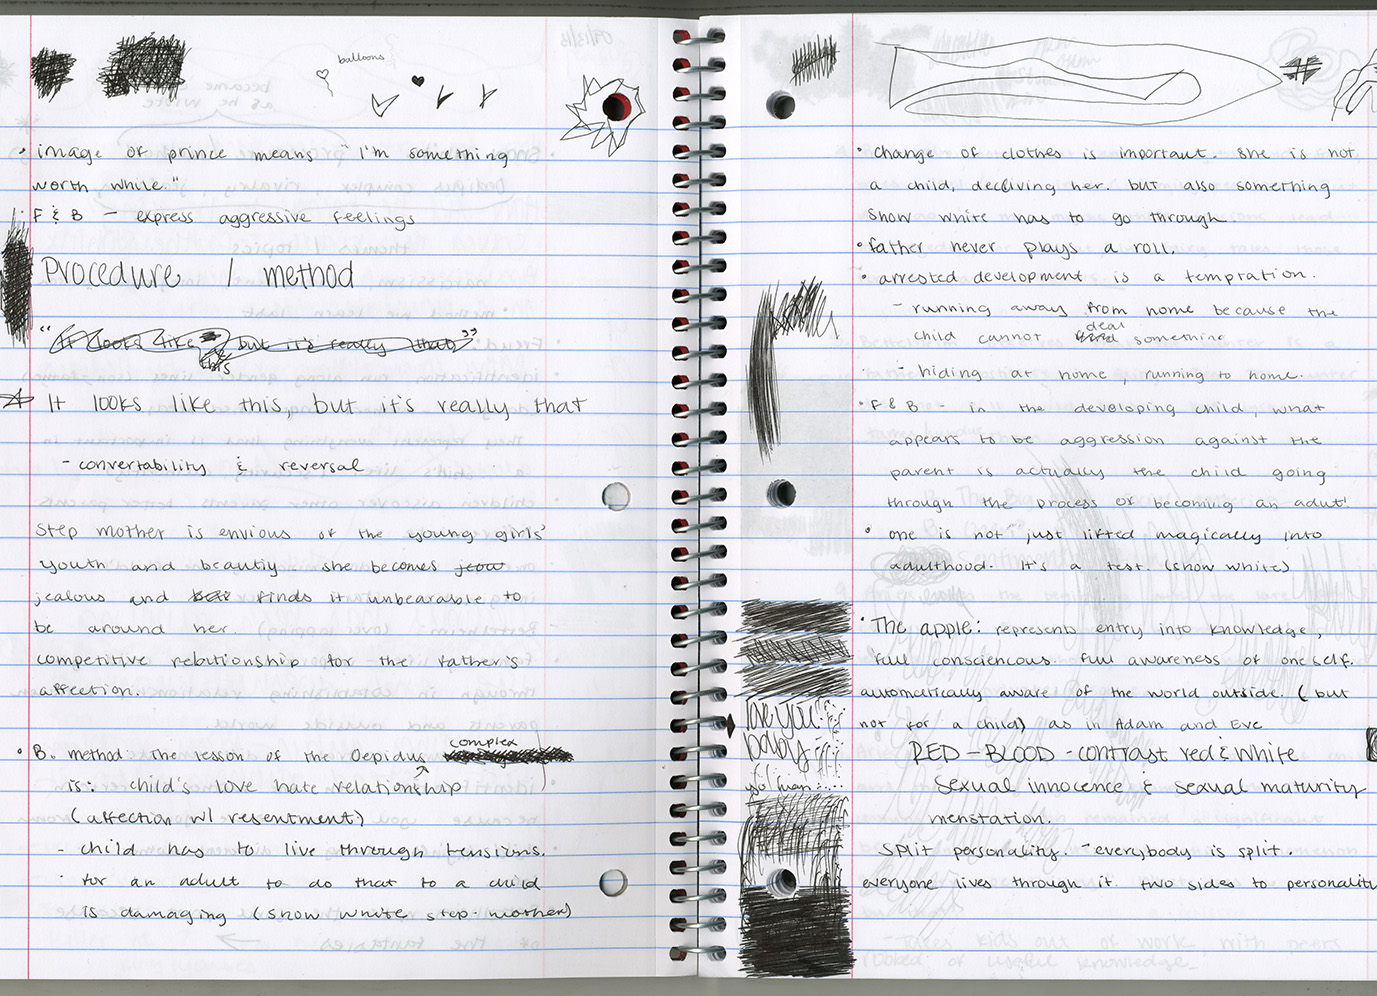 balloons
• image of prince means "I'm something
worth while."
• F & B – express aggressive feelings
Procedure / method
"It looks like this but it's really that"
It looks like this, but it's really that
- convertability & reversal
Step mother is envious of the young girls'
youth and beautiy. she becomes
jealous and finds it unbearable to
be around her.
competitive relationship for the father's
affection.
• B. method The lesson of the Oedipus complex
is: child's love hate relationship
(affection w/ resentment)
- child has to live through tensions.
for an adult to do that to a child
is damaging (snow white step-mother)
• change of clothes is important. she is not
a child, decciving her. but also something
Snow white has to go through
• father never plays a roll.
• arrested development is a tempration.
- running away from home because the
child cannot deal something
- hiding at home, running to home.
• F & B – in the developing child, what
appears to be aggression against the
parent is actually the child going
through the process of becoming an adut!
• one is not just lifted magically into
adulthood. It's a test. (snow white)
• The apple: represents entry into knowledge,
full consciencous. full awareness of oneself.
automatically aware of the world outside. (but
not for a child) as in Adam and Eve
love you
baby
RED – BLOOD – contrast red & white
Sexual innocence & sexual maturity
menstation.
Split personality. - everybody is split.
everyone lives through it. two sides to personality